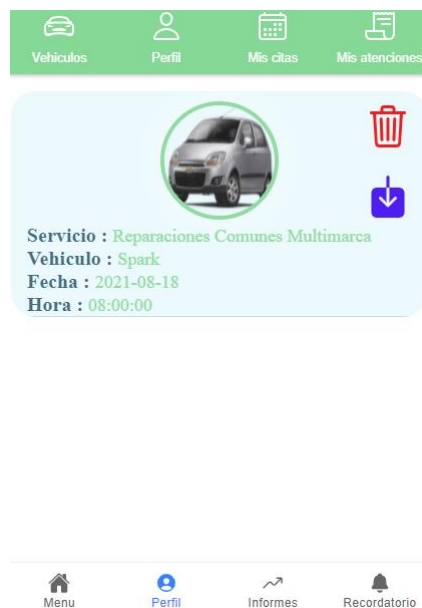 Vehiculos Perfil Mis citas Mis atenciones
Servicio : Reparaciones Comunes Multimarca
Vehiculo : Spark
Fecha : 2021-08-18
Hora : 08:00:00
Menu Perfil Informes Recordatorio